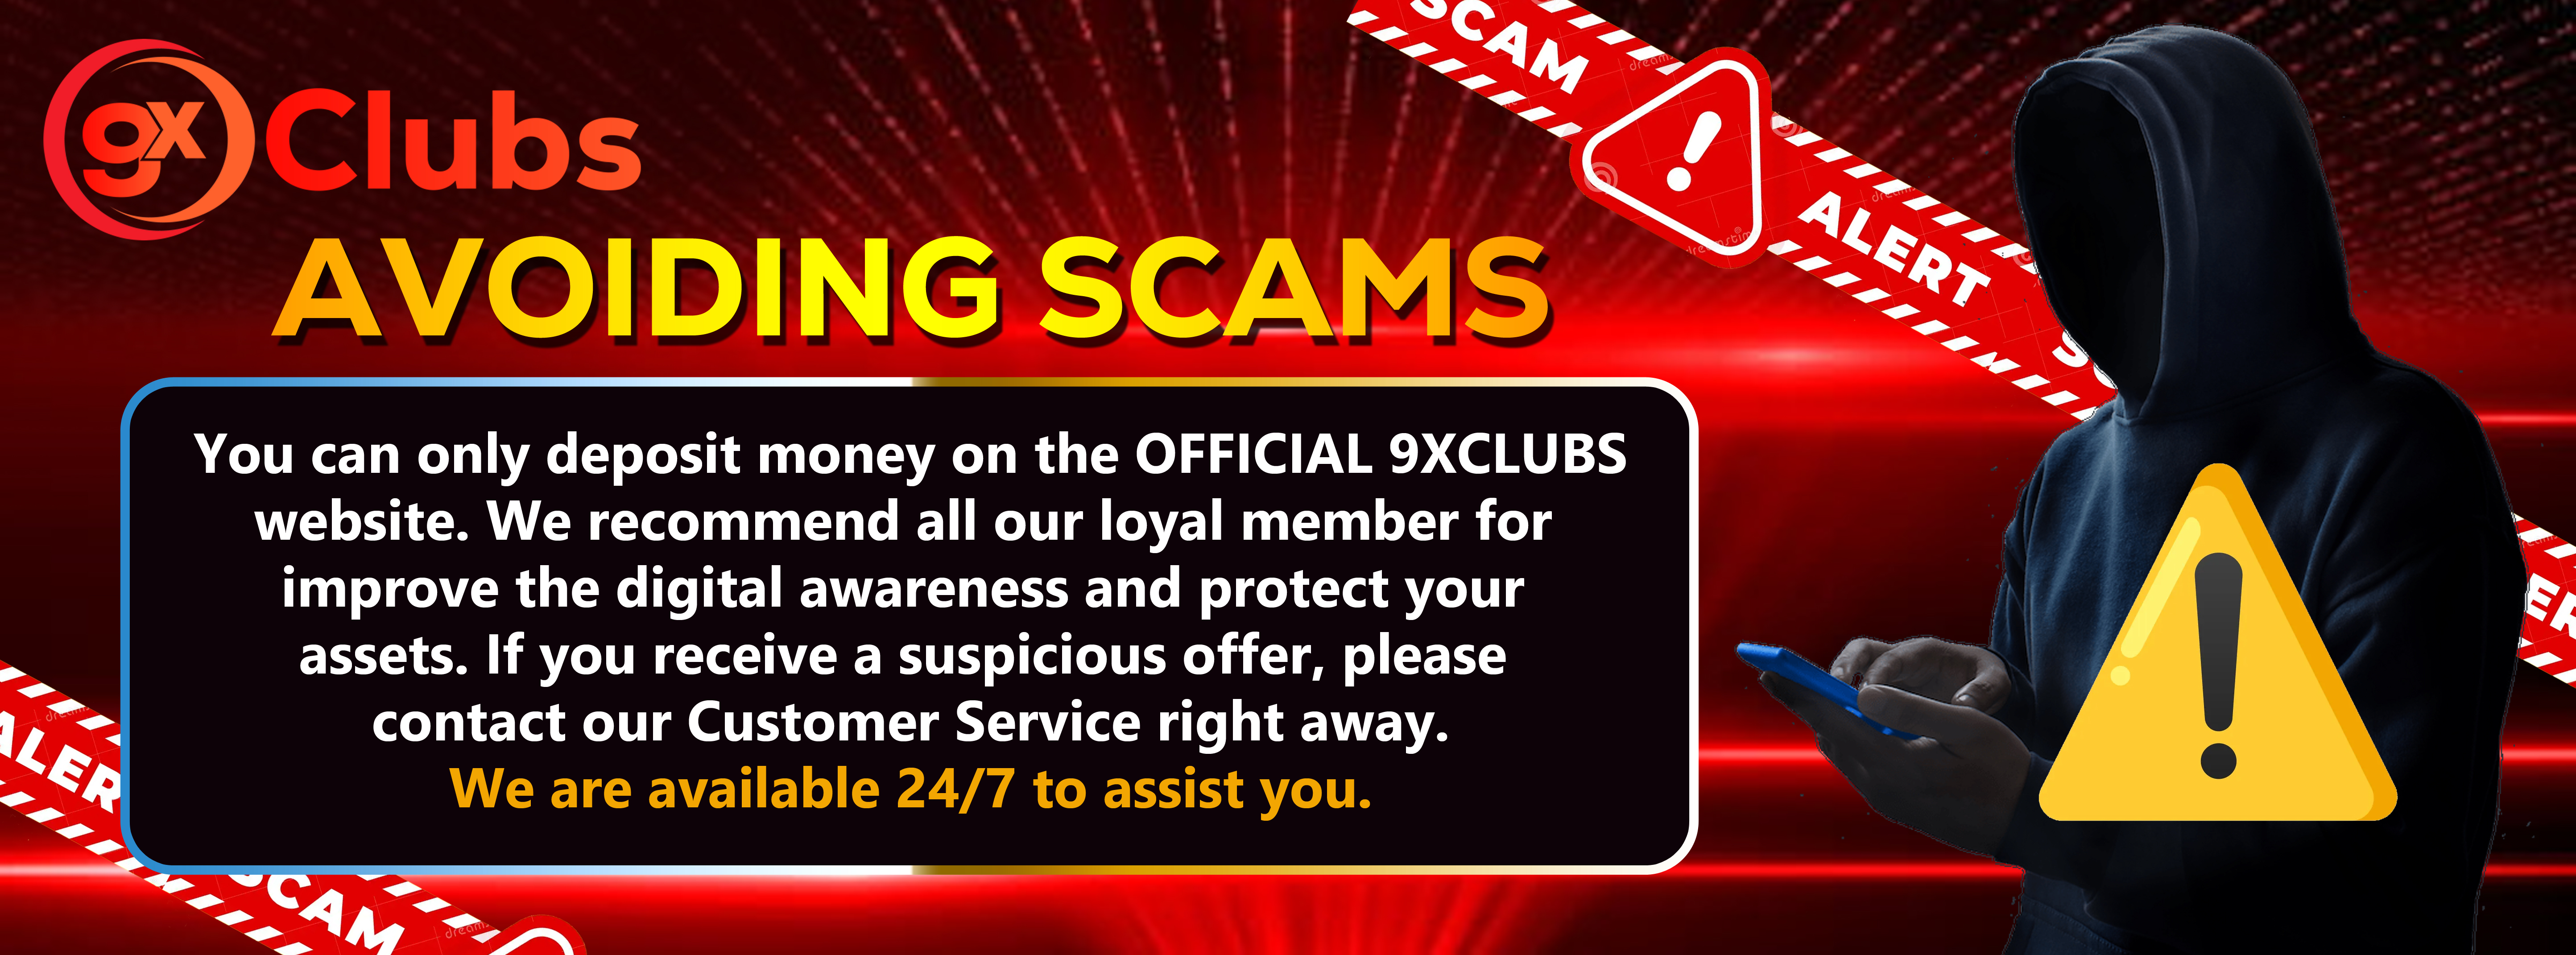 9x Clubs
SCAM
ALERT
AVOIDING SCAMS
You can only deposit money on the OFFICIAL 9XCLUBS
website. We recommend all our loyal member for
improve the digital awareness and protect your
assets. If you receive a suspicious offer, please
contact our Customer Service right away.
We are available 24/7 to assist you.
ALER
SCAM
ER